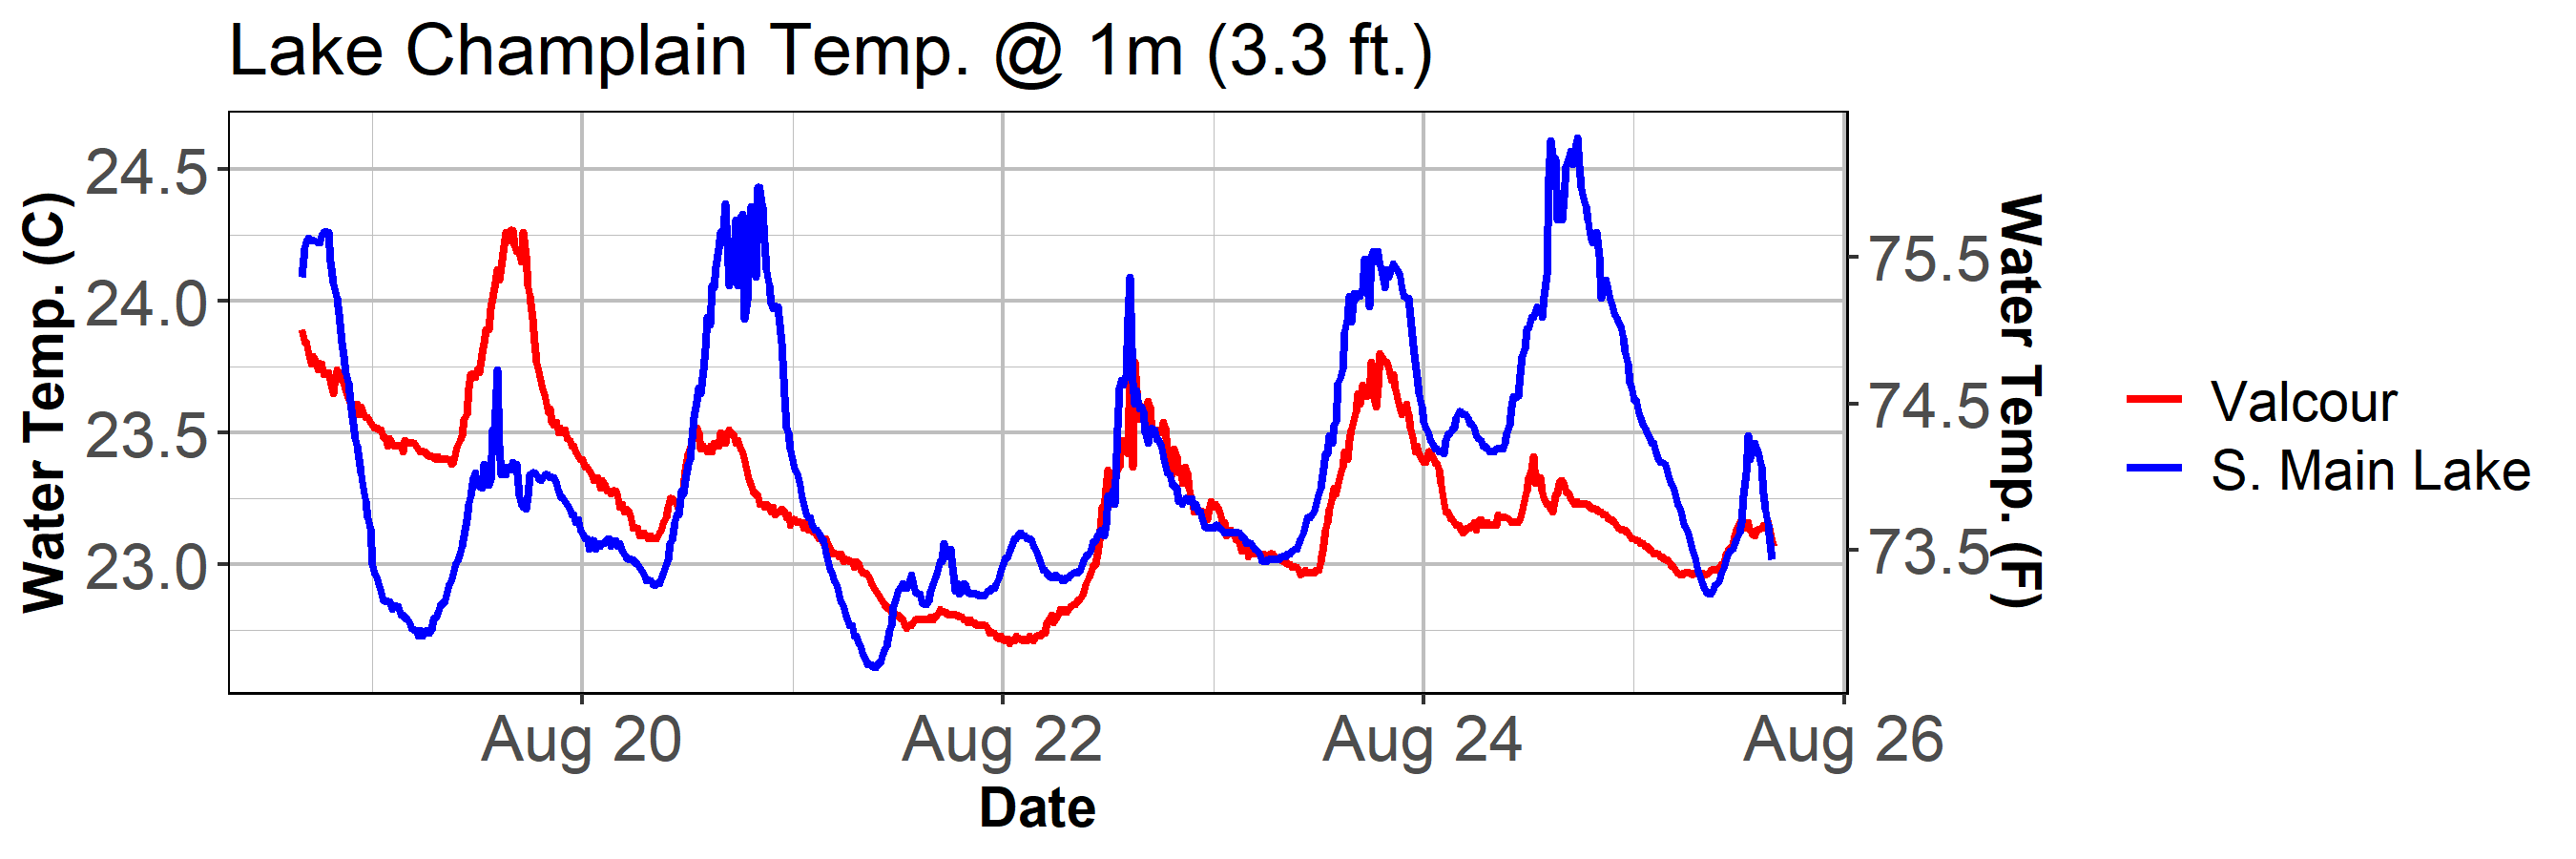 Lake Champlain Temp. @ 1m (3.3 ft.)
Water Temp. (C)
24.5
24.0
23.5
23.0
75.5
74.5
73.5
Water Temp. (F)
Valcour
S. Main Lake
Aug 20 Aug 22 Aug 24 Aug 26
Date